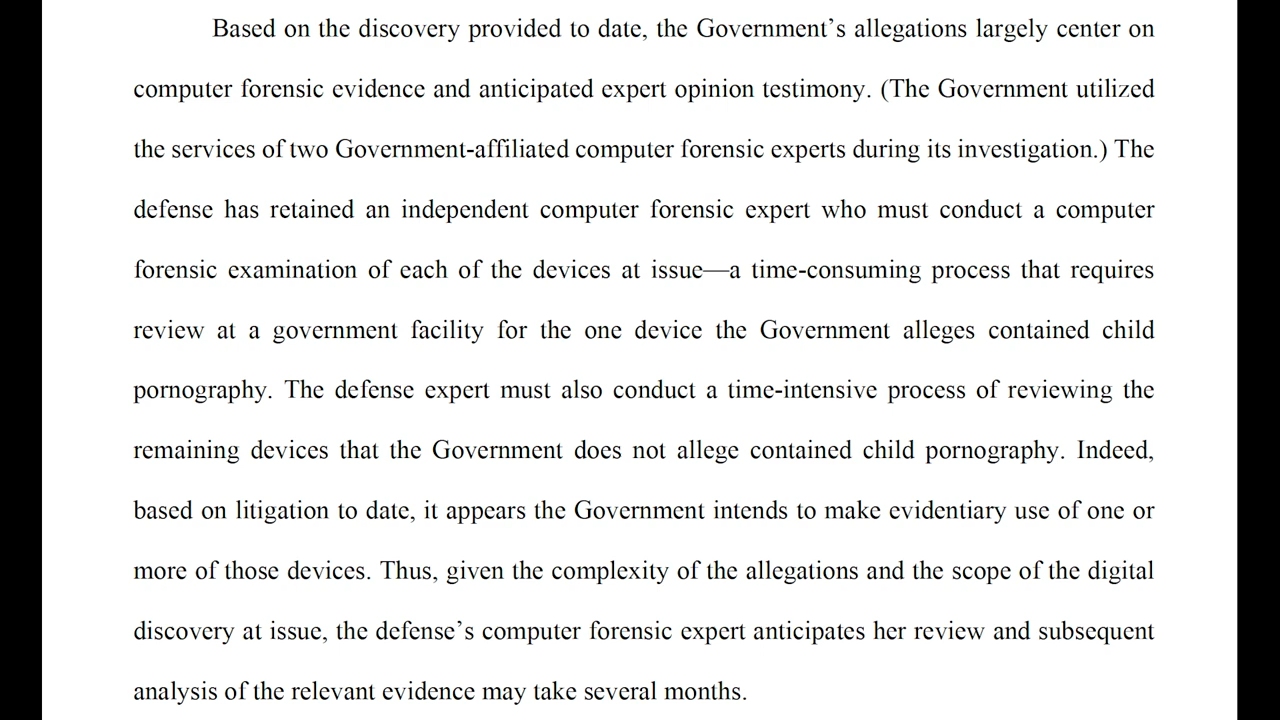 Based on the discovery provided to date, the Government’s allegations largely center on
computer forensic evidence and anticipated expert opinion testimony. (The Government utilized
the services of two Government-affiliated computer forensic experts during its investigation.) The
defense has retained an independent computer forensic expert who must conduct a computer
forensic examination of each of the devices at issue—a time-consuming process that requires
review at a government facility for the one device the Government alleges contained child
pornography. The defense expert must also conduct a time-intensive process of reviewing the
remaining devices that the Government does not allege contained child pornography. Indeed,
based on litigation to date, it appears the Government intends to make evidentiary use of one or
more of those devices. Thus, given the complexity of the allegations and the scope of the digital
discovery at issue, the defense’s computer forensic expert anticipates her review and subsequent
analysis of the relevant evidence may take several months.